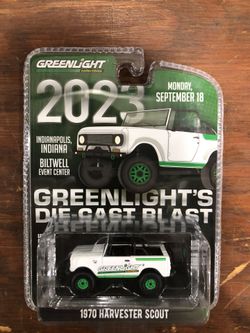 GREENLIGHT
2023
MONDAY,
SEPTEMBER 18
INDIANAPOLIS,
INDIANA
BILTWELL
EVENT CENTER
GREENLIGHT'S
DIE-CAST BLAST
1970 HARVESTER SCOUT